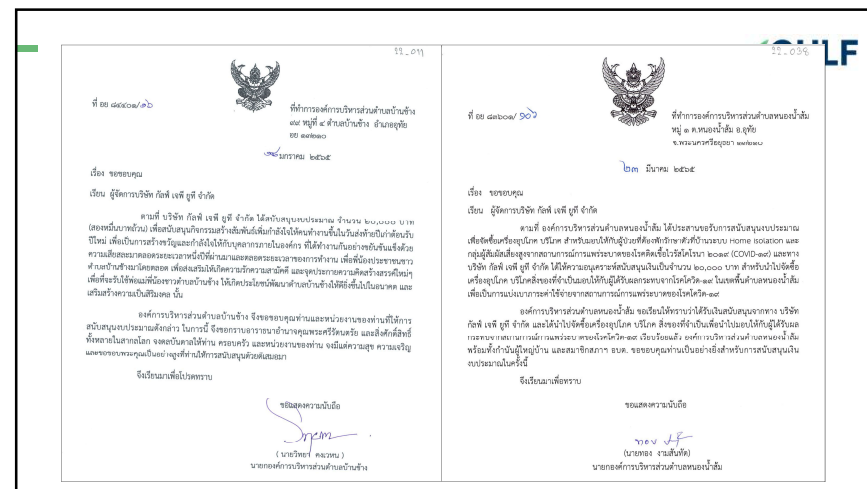 GULF
22_011
ที่ อย ๘๔๔๐๑/๑๖
ที่ทำการองค์การบริหารส่วนตำบลบ้านช้าง
๙๙ หมู่ที่ ๔ ตำบลบ้านช้าง อำเภออุทัย
อย ๑๓๒๑๐
มกราคม ๒๕๖๕
เรื่อง ขอขอบคุณ
เรียน ผู้จัดการบริษัท กัลฟ์ เจพี ยูที จำกัด
ตามที่ บริษัท กัลฟ์ เจพี ยูที จำกัด ได้สนับสนุนงบประมาณ จำนวน ๒๐,๐๐๐ บาท
(สองหมื่นบาทถ้วน) เพื่อสนับสนุนกิจกรรมสร้างสัมพันธ์เพิ่มกำลังใจให้คนทำงานขึ้นในวันส่งท้ายปีเก่าต้อนรับ
ปีใหม่ เพื่อเป็นการสร้างขวัญและกำลังใจให้กับบุคลากรภายในองค์กร ที่ได้ทำงานกันอย่างขยันขันแข็งด้วย
ความเสียสละมาตลอดระยะเวลาหนึ่งปีที่ผ่านมาและตลอดระยะเวลาของการทำงาน เพื่อพี่น้องประชาชนชาว
ตำบลบ้านช้างมาโดยตลอด เพื่อส่งเสริมให้เกิดความรักความสามัคคี และจุดประกายความคิดสร้างสรรค์ใหม่ๆ
เพื่อที่จะรับใช้พ่อแม่พี่น้องชาวตำบลบ้านช้าง ให้เกิดประโยชน์พัฒนาตำบลบ้านช้างให้ดียิ่งขึ้นไปในอนาคต และ
เสริมสร้างความเป็นสิริมงคล นั้น
องค์การบริหารส่วนตำบลบ้านช้าง จึงขอขอบคุณท่านและหน่วยงานของท่านที่ให้การ
สนับสนุนงบประมาณดังกล่าว ในการนี้ จึงขอกราบอาราธนาอำนาจคุณพระศรีรัตนตรัย และสิ่งศักดิ์สิทธิ์
ทั้งหลายในสากลโลก จงดลบันดาลให้ท่าน ครอบครัว และหน่วยงานของท่าน จงมีแต่ความสุข ความเจริญ
และขอขอบพระคุณเป็นอย่างสูงที่ท่านให้การสนับสนุนด้วยดีเสมอมา
จึงเรียนมาเพื่อโปรดทราบ
ขอแสดงความนับถือ
( นายวิทยา คงเวหน )
นายกองค์การบริหารส่วนตำบลบ้านช้าง
22_038
ที่ อย ๘๓๖๐๑/ ๑๐๖
ที่ทำการองค์การบริหารส่วนตำบลหนองน้ำส้ม
หมู่ ๑ ต.หนองน้ำส้ม อ.อุทัย
จ.พระนครศรีอยุธยา ๑๓๒๑๐
๒๓ มีนาคม ๒๕๖๕
เรื่อง ขอขอบคุณ
เรียน ผู้จัดการบริษัท กัลฟ์ เจพี ยูที จำกัด
ตามที่ องค์การบริหารส่วนตำบลหนองน้ำส้ม ได้ประสานขอรับการสนับสนุนงบประมาณ
เพื่อจัดซื้อเครื่องอุปโภค บริโภค สำหรับมอบให้กับผู้ป่วยที่ต้องพักรักษาตัวที่บ้านระบบ Home isolation และ
กลุ่มผู้สัมผัสเสี่ยงสูงจากสถานการณ์การแพร่ระบาดของโรคติดเชื้อไวรัสโคโรนา ๒๐๑๙ (COVID-๑๙) และทาง
บริษัท กัลฟ์ เจพี ยูที จำกัด ได้ให้ความอนุเคราะห์สนับสนุนเงินเป็นจำนวน ๒๐,๐๐๐ บาท สำหรับนำไปจัดซื้อ
เครื่องอุปโภค บริโภคสิ่งของที่จำเป็นมอบให้กับผู้ได้รับผลกระทบจากโรคโควิด-๑๙ ในเขตพื้นที่ตำบลหนองน้ำส้ม
เพื่อเป็นการแบ่งเบาภาระค่าใช้จ่ายจากสถานการณ์การแพร่ระบาดของโรคโควิด-๑๙
องค์การบริหารส่วนตำบลหนองน้ำส้ม ขอเรียนให้ทราบว่าได้รับเงินสนับสนุนจากทาง บริษัท
กัลฟ์ เจพี ยูที จำกัด และได้นำไปจัดซื้อเครื่องอุปโภค บริโภค สิ่งของที่จำเป็นเพื่อนำไปมอบให้กับผู้ได้รับผล
กระทบจากสถานการณ์การแพร่ระบาดของโรคโควิด-๑๙ เรียบร้อยแล้ว องค์การบริหารส่วนตำบลหนองน้ำส้ม
พร้อมทั้งกำนันผู้ใหญ่บ้าน และสมาชิกสภาฯ อบต. ขอขอบคุณท่านเป็นอย่างยิ่งสำหรับการสนับสนุนเงิน
งบประมาณในครั้งนี้
จึงเรียนมาเพื่อทราบ
ขอแสดงความนับถือ
(นายทอง งามสันทัด)
นายกองค์การบริหารส่วนตำบลหนองน้ำส้ม